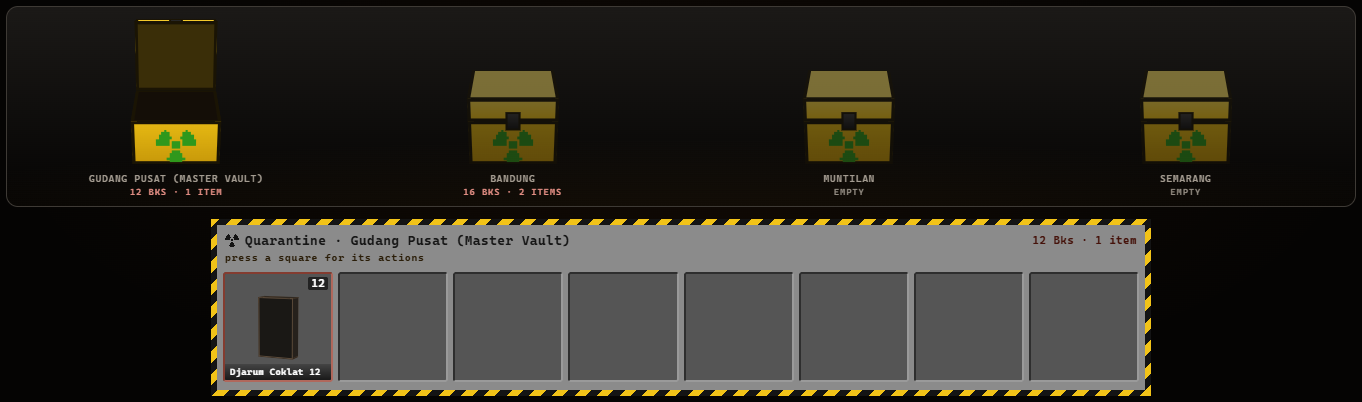 GUDANG PUSAT (MASTER VAULT)
12 BKS · 1 ITEM
BANDUNG
16 BKS · 2 ITEMS
MUNTILAN
EMPTY
SEMARANG
EMPTY
Quarantine · Gudang Pusat (Master Vault)
12 Bks · 1 item
press a square for its actions
12
Djarum Coklat 12